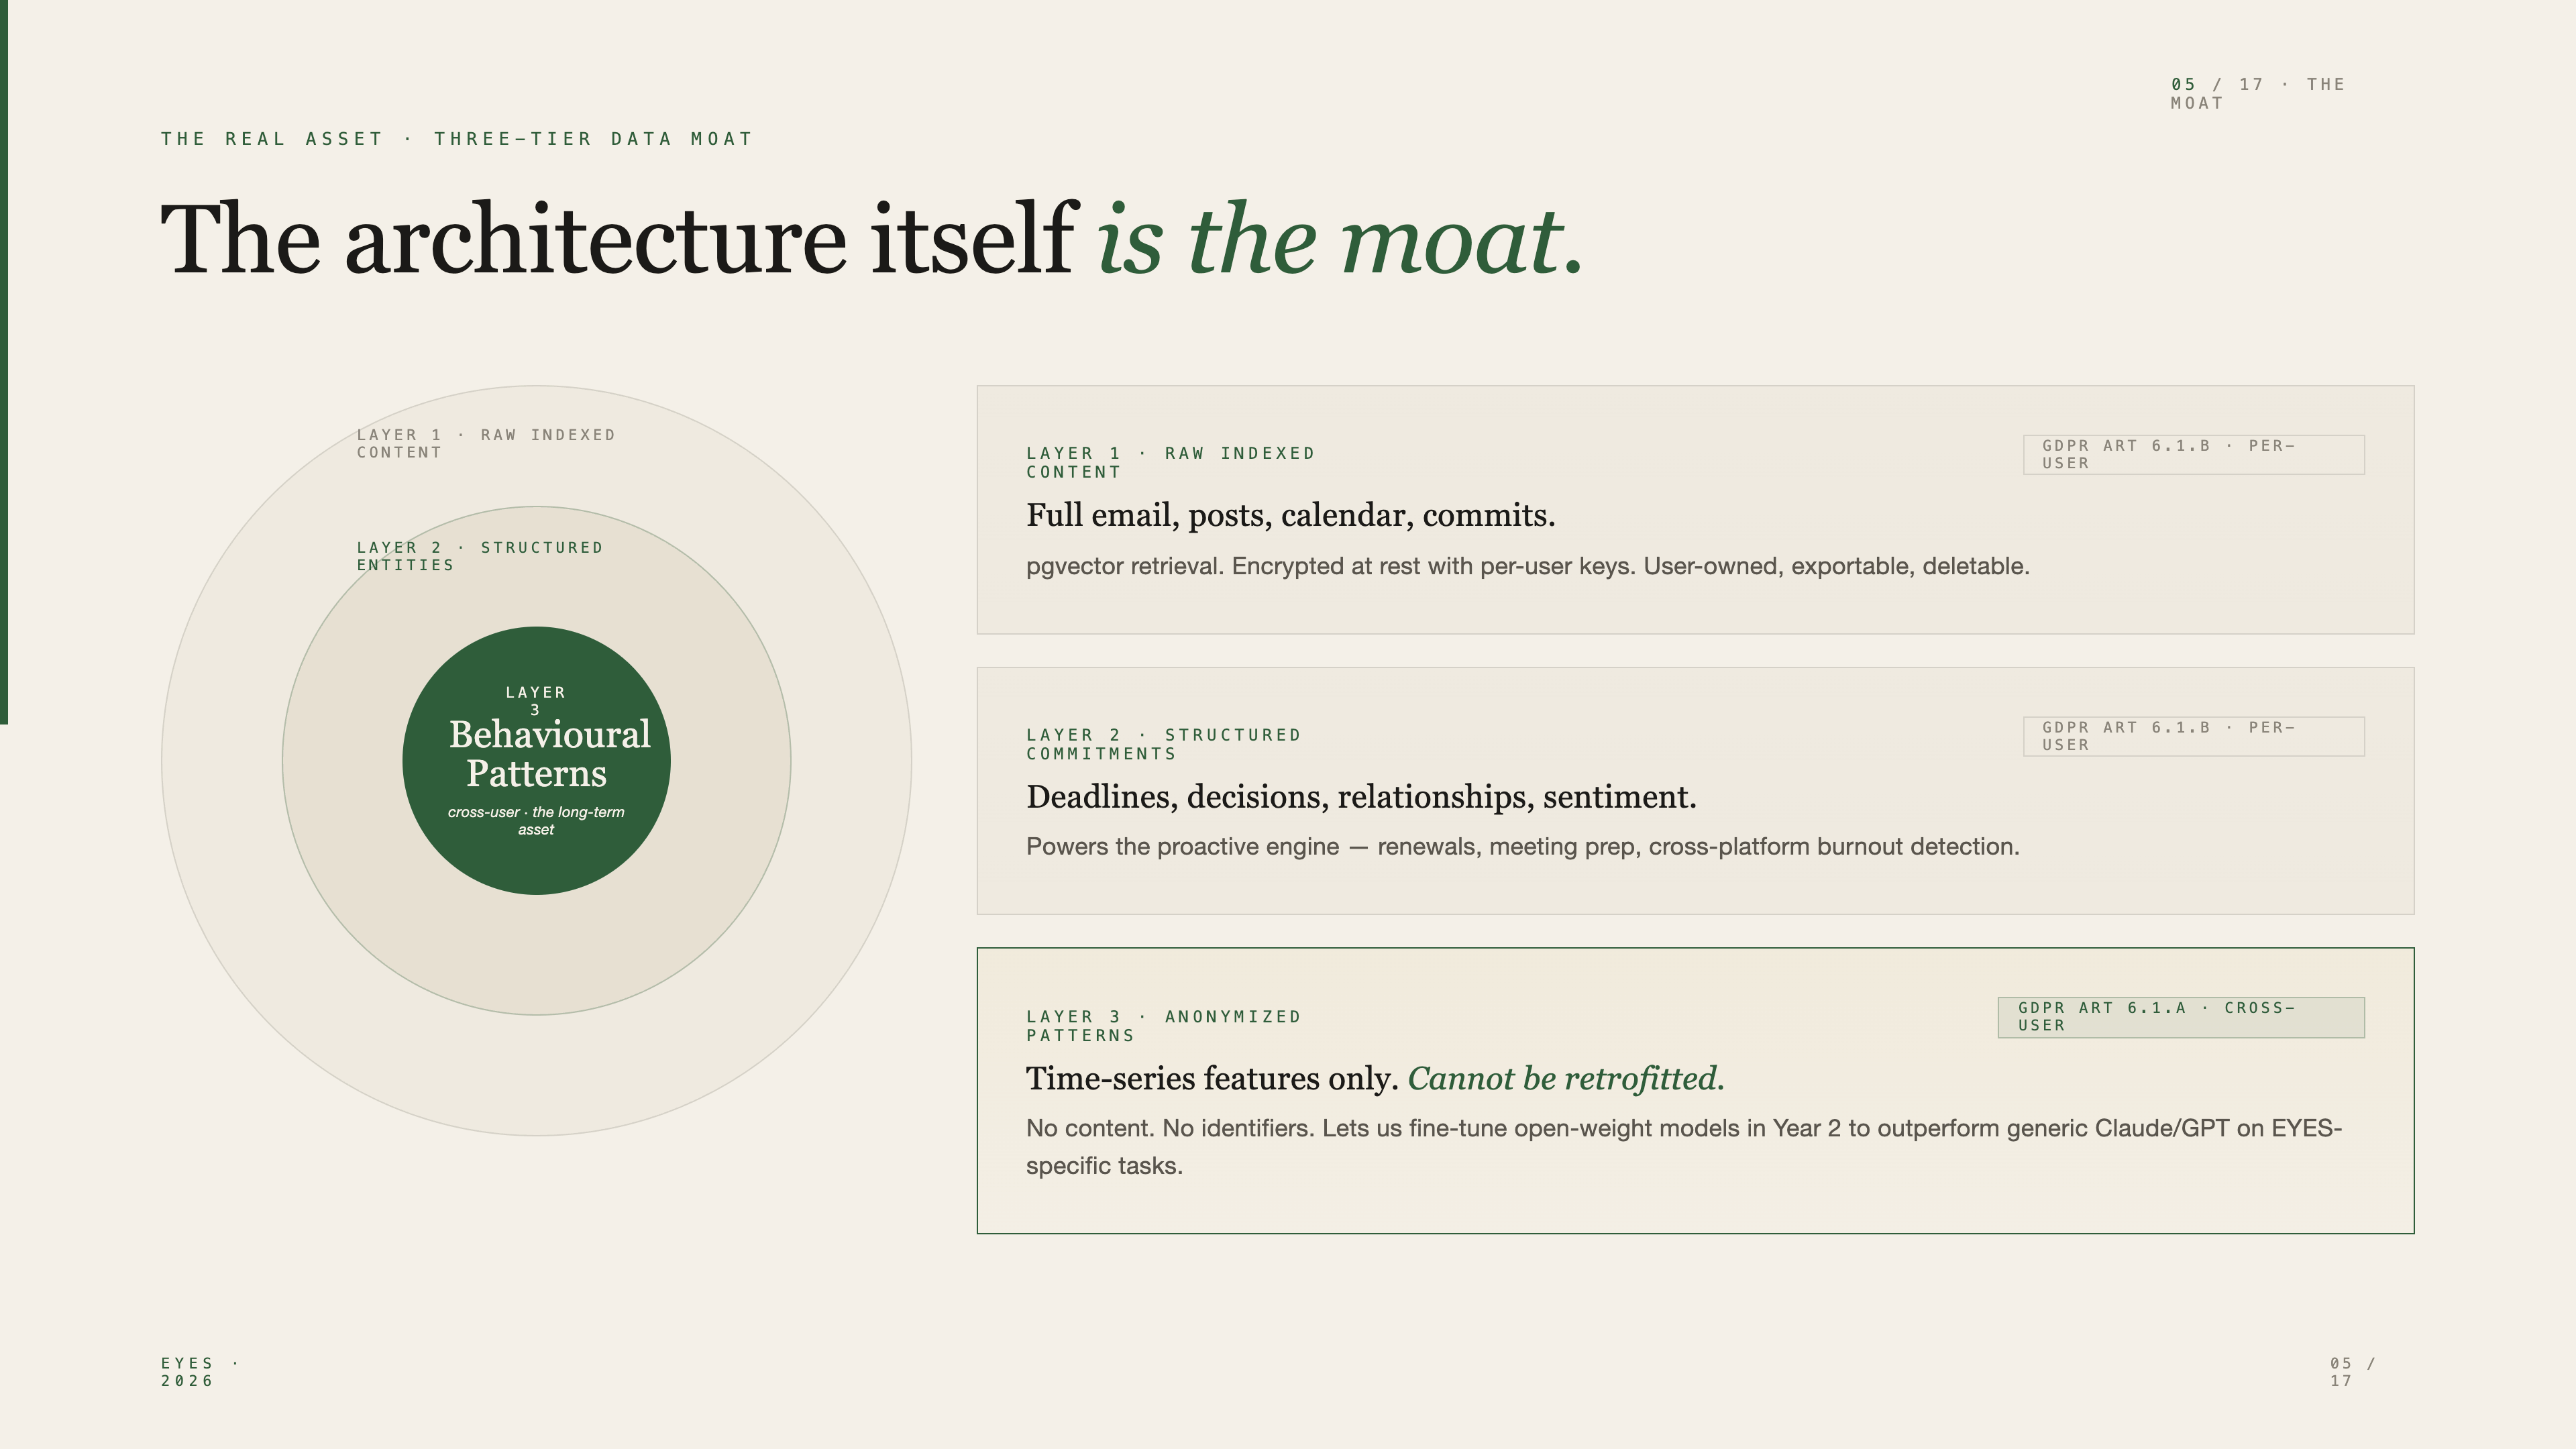 05 / 17 · THE
MOAT
THE REAL ASSET · THREE-TIER DATA MOAT
The architecture itself is the moat.
LAYER 1 · RAW INDEXED
CONTENT
LAYER 2 · STRUCTURED
ENTITIES
LAYER
3
Behavioural
Patterns
cross-user · the long-term
asset
LAYER 1 · RAW INDEXED
CONTENT
GDPR ART 6.1.B · PER-
USER
Full email, posts, calendar, commits.
pgvector retrieval. Encrypted at rest with per-user keys. User-owned, exportable, deletable.
LAYER 2 · STRUCTURED
COMMITMENTS
GDPR ART 6.1.B · PER-
USER
Deadlines, decisions, relationships, sentiment.
Powers the proactive engine — renewals, meeting prep, cross-platform burnout detection.
LAYER 3 · ANONYMIZED
PATTERNS
GDPR ART 6.1.A · CROSS-
USER
Time-series features only. Cannot be retrofitted.
No content. No identifiers. Lets us fine-tune open-weight models in Year 2 to outperform generic Claude/GPT on EYES-
specific tasks.
EYES ·
2026
05 /
17